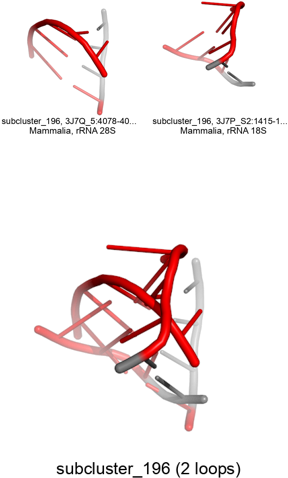 subcluster_196, 3J7Q_5:4078-40...
Mammalia, rRNA 28S
subcluster_196, 3J7P_S2:1415-1...
Mammalia, rRNA 18S
subcluster_196 (2 loops)